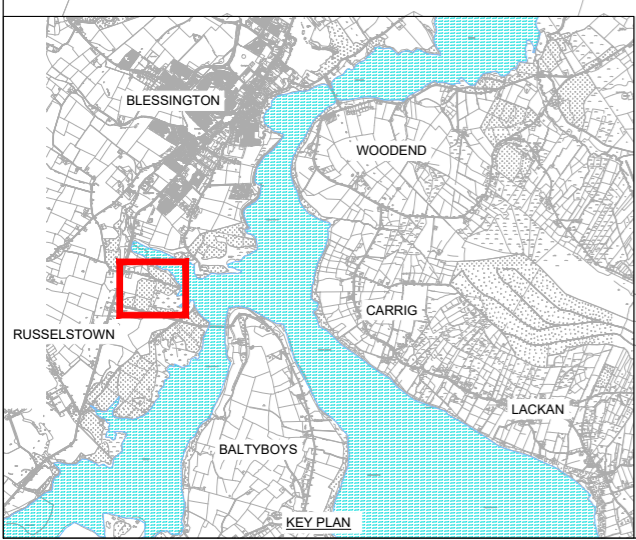 BLESSINGTON
WOODEND
CARRIG
RUSSELSTOWN
LACKAN
BALTYBOYS
KEY PLAN